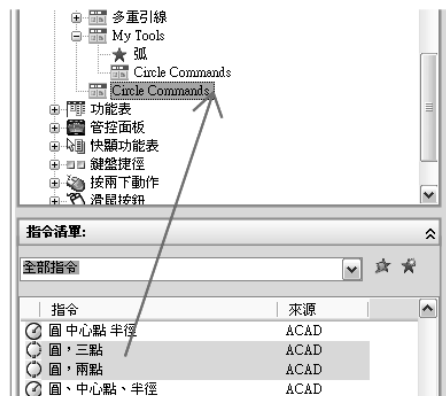 多重引線
My Tools
弧
Circle Commands
Circle Commands
功能表
管控面板
快顯功能表
鍵盤捷徑
按兩下動作
滑鼠按鈕
指令清單:
全部指令
指令 來源
圓 中心點 半徑 ACAD
圓，三點 ACAD
圓，兩點 ACAD
圓、中心點、半徑 ACAD